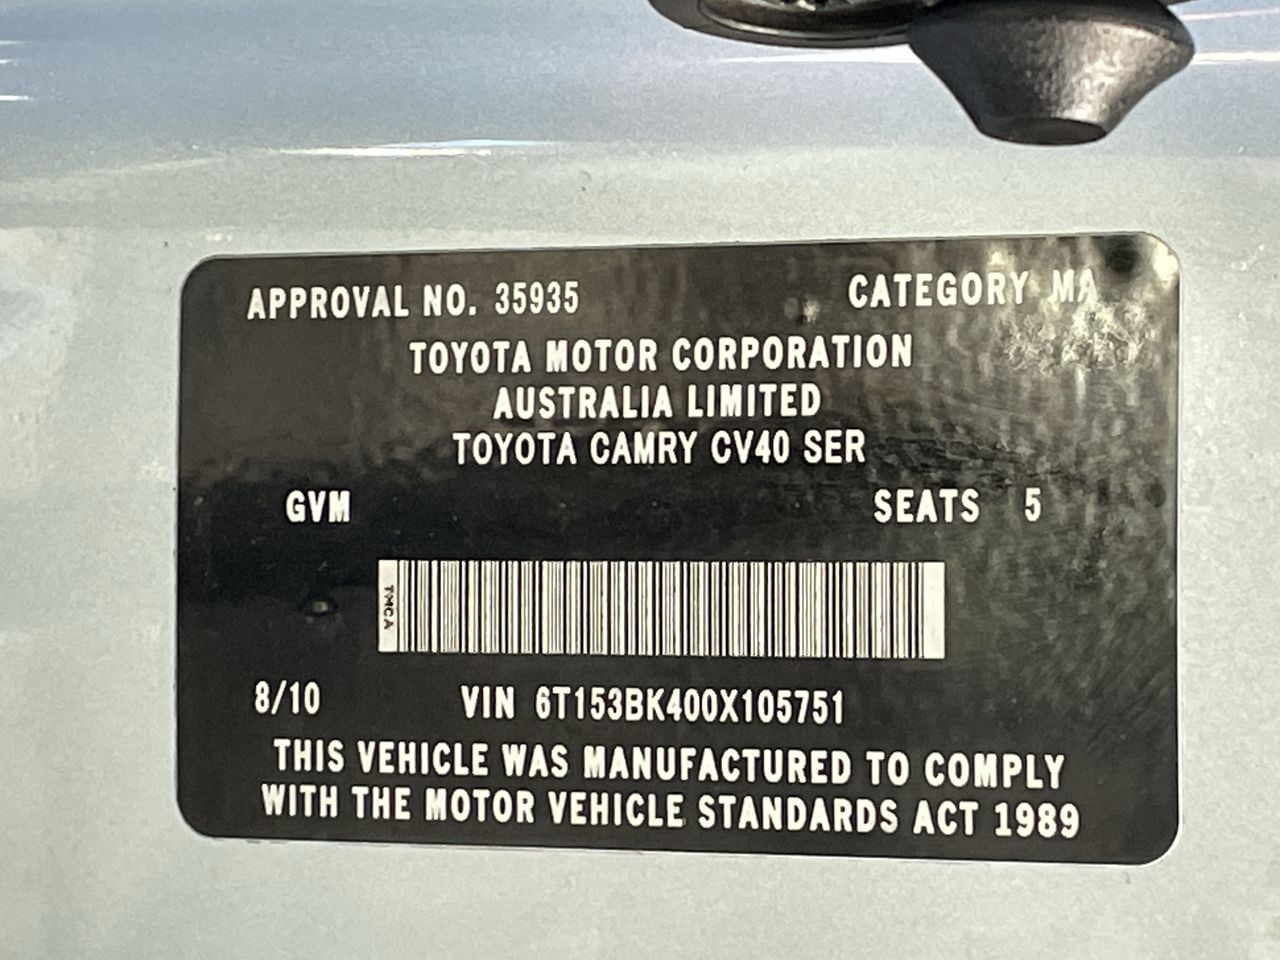 APPROVAL NO. 35935 CATEGORY MA
TOYOTA MOTOR CORPORATION
AUSTRALIA LIMITED
TOYOTA CAMRY CV40 SER
GVM SEATS 5
TMCA
8/10 VIN 6T153BK400X105751
THIS VEHICLE WAS MANUFACTURED TO COMPLY
WITH THE MOTOR VEHICLE STANDARDS ACT 1989